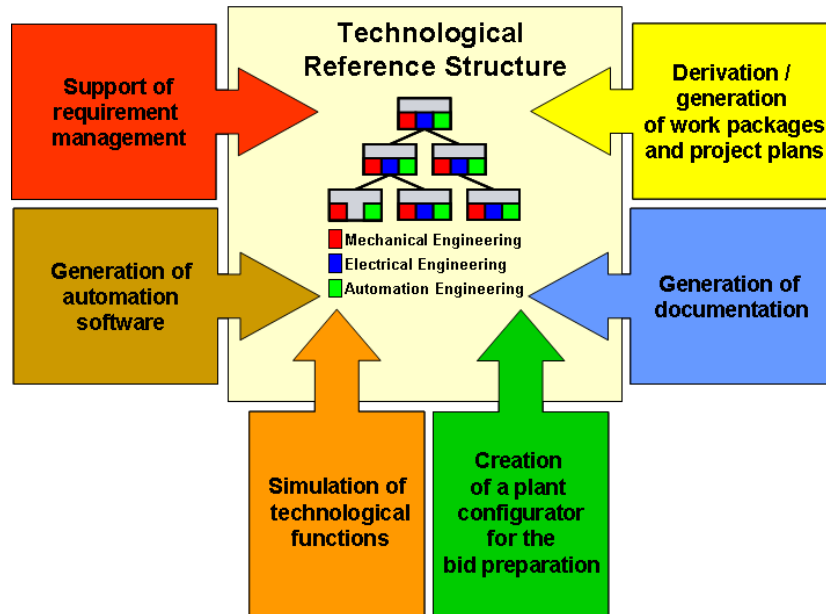 Technological
Reference Structure
Support of
requirement
management
Derivation /
generation
of work packages
and project plans
Mechanical Engineering
Electrical Engineering
Automation Engineering
Generation of
automation
software
Generation of
documentation
Simulation of
technological
functions
Creation
of a plant
configurator
for the
bid preparation